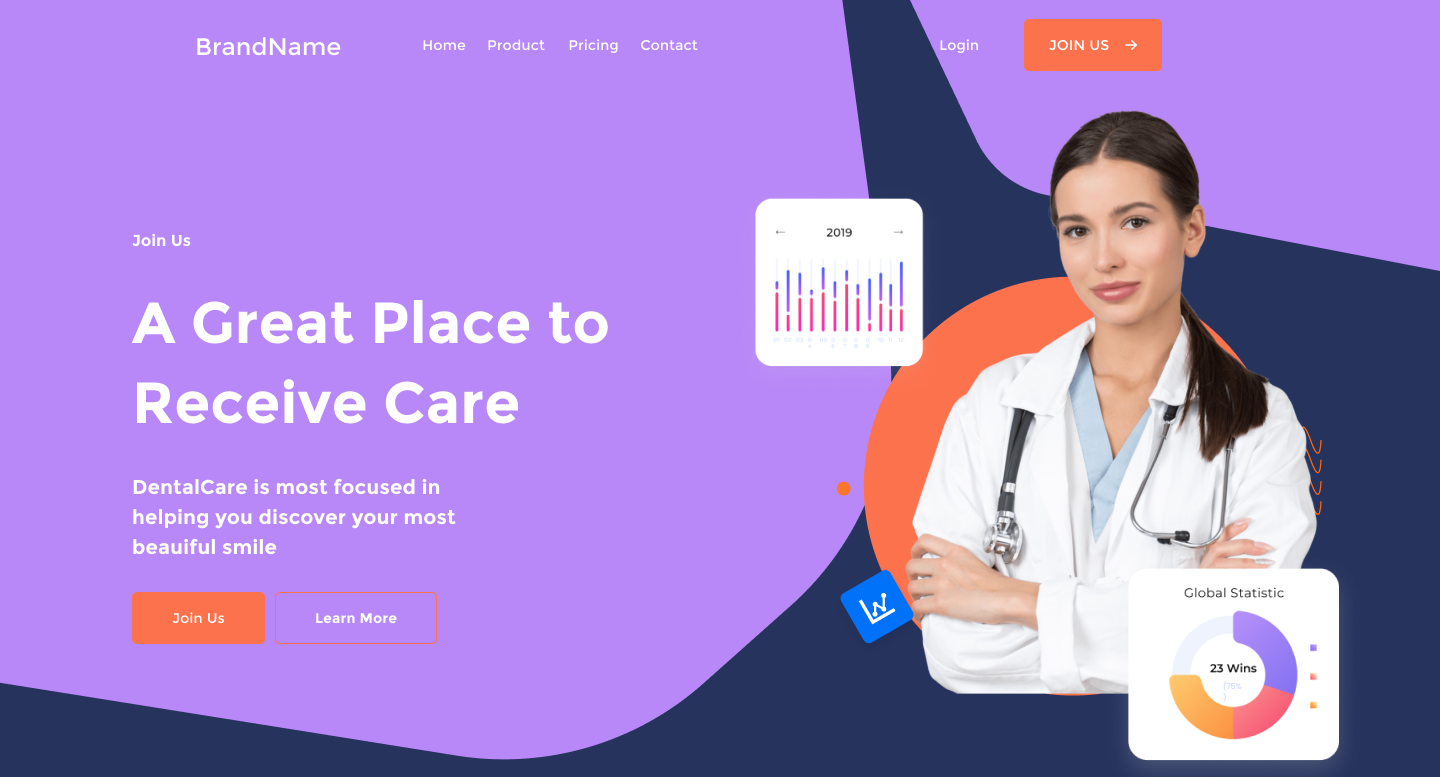 BrandName
Home
Product
Pricing
Contact
Login
JOIN US
Join Us
A Great Place to
Receive Care
DentalCare is most focused in
helping you discover your most
beauiful smile
Join Us
Learn More
2019
Global Statistic
23 Wins
(75%
)